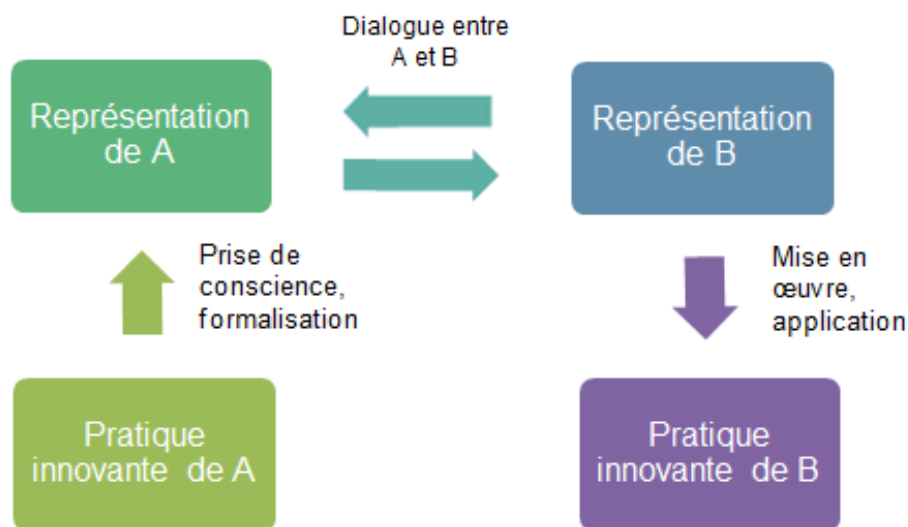 Dialogue entre
A et B
Représentation
de A
Représentation
de B
Prise de
conscience,
formalisation
Mise en
œuvre,
application
Pratique
innovante de A
Pratique
innovante de B